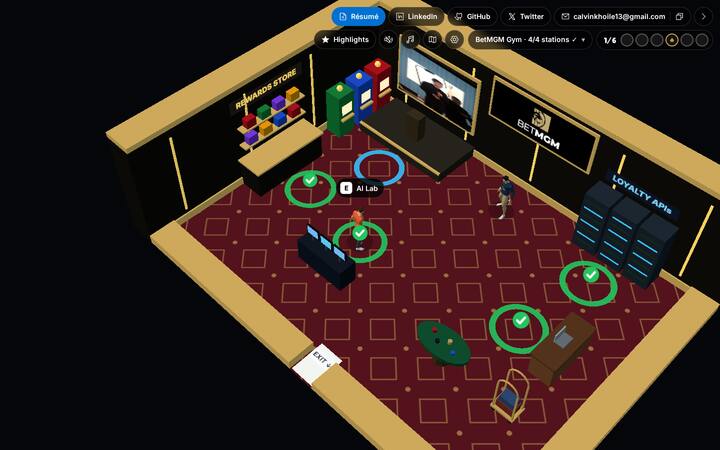 Résumé
LinkedIn
GitHub
Twitter
calvinkhoile13@gmail.com
Highlights
BetMGM Gym · 4/4 stations ✓
1/6
REWARDS STORE
BETMGM
LOYALTY APIs
E AI Lab
EXIT ↓